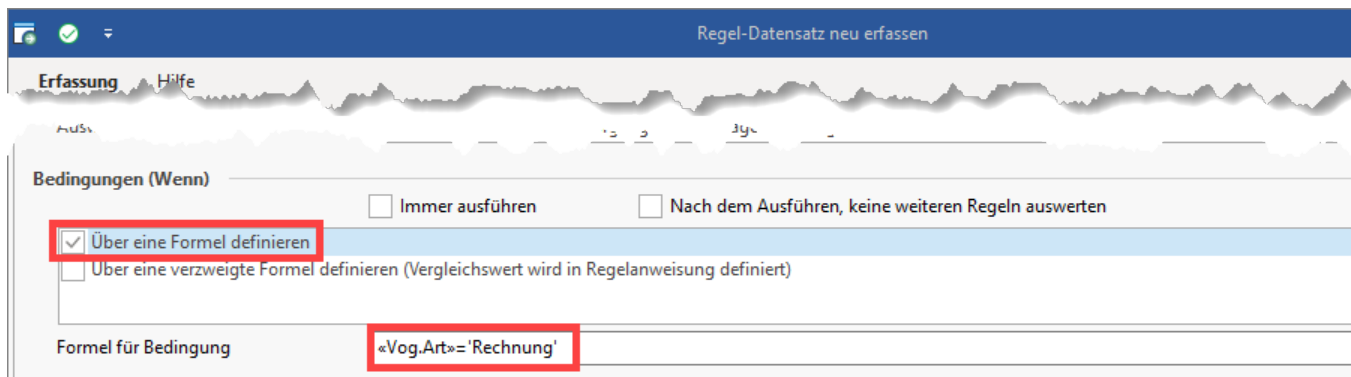 Regel-Datensatz neu erfassen
Erfassung Hilfe
Bedingungen (Wenn)
Immer ausführen Nach dem Ausführen, keine weiteren Regeln auswerten
Über eine Formel definieren
Über eine verzweigte Formel definieren (Vergleichswert wird in Regelanweisung definiert)
Formel für Bedingung «Vog.Art»='Rechnung'